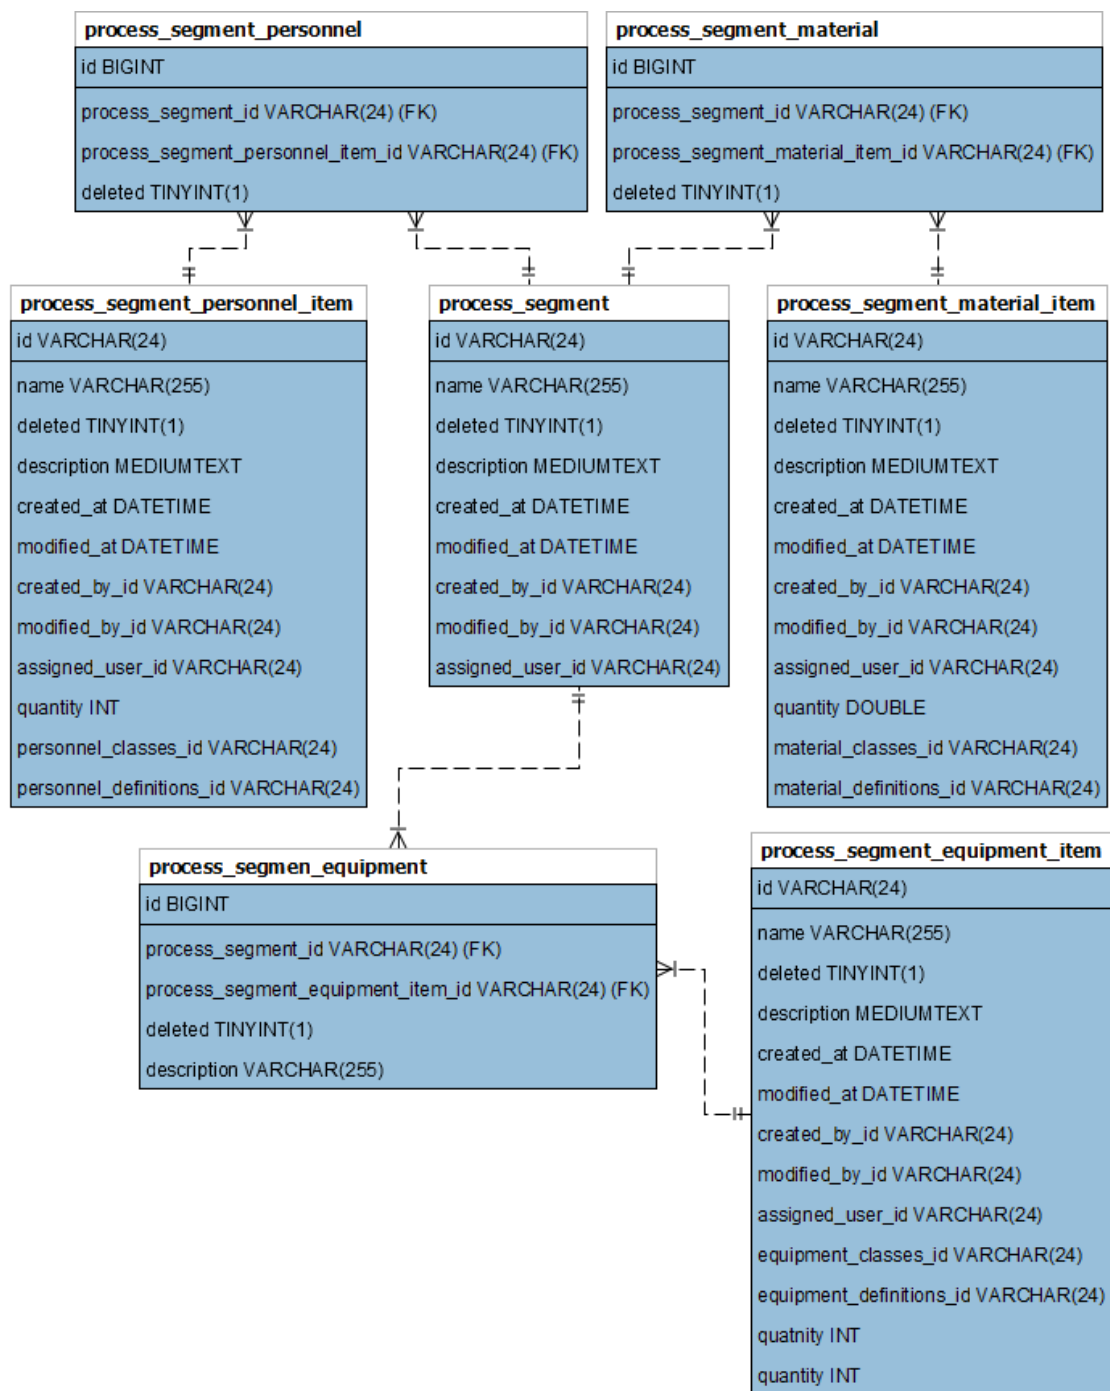 process_segment_personnel
id BIGINT
process_segment_id VARCHAR(24) (FK)
process_segment_personnel_item_id VARCHAR(24) (FK)
deleted TINYINT(1)
process_segment_material
id BIGINT
process_segment_id VARCHAR(24) (FK)
process_segment_material_item_id VARCHAR(24) (FK)
deleted TINYINT(1)
process_segment_personnel_item
id VARCHAR(24)
name VARCHAR(255)
deleted TINYINT(1)
description MEDIUMTEXT
created_at DATETIME
modified_at DATETIME
created_by_id VARCHAR(24)
modified_by_id VARCHAR(24)
assigned_user_id VARCHAR(24)
quantity INT
personnel_classes_id VARCHAR(24)
personnel_definitions_id VARCHAR(24)
process_segment
id VARCHAR(24)
name VARCHAR(255)
deleted TINYINT(1)
description MEDIUMTEXT
created_at DATETIME
modified_at DATETIME
created_by_id VARCHAR(24)
modified_by_id VARCHAR(24)
assigned_user_id VARCHAR(24)
process_segment_material_item
id VARCHAR(24)
name VARCHAR(255)
deleted TINYINT(1)
description MEDIUMTEXT
created_at DATETIME
modified_at DATETIME
created_by_id VARCHAR(24)
modified_by_id VARCHAR(24)
assigned_user_id VARCHAR(24)
quantity DOUBLE
material_classes_id VARCHAR(24)
material_definitions_id VARCHAR(24)
process_segmen_equipment
id BIGINT
process_segment_id VARCHAR(24) (FK)
process_segment_equipment_item_id VARCHAR(24) (FK)
deleted TINYINT(1)
description VARCHAR(255)
process_segment_equipment_item
id VARCHAR(24)
name VARCHAR(255)
deleted TINYINT(1)
description MEDIUMTEXT
created_at DATETIME
modified_at DATETIME
created_by_id VARCHAR(24)
modified_by_id VARCHAR(24)
assigned_user_id VARCHAR(24)
equipment_classes_id VARCHAR(24)
equipment_definitions_id VARCHAR(24)
quatnity INT
quantity INT